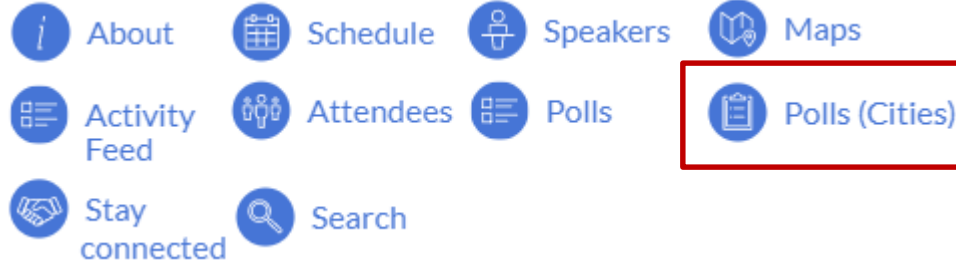 About
Schedule
Speakers
Maps
Activity
Feed
Attendees
Polls
Polls (Cities)
Stay
connected
Search